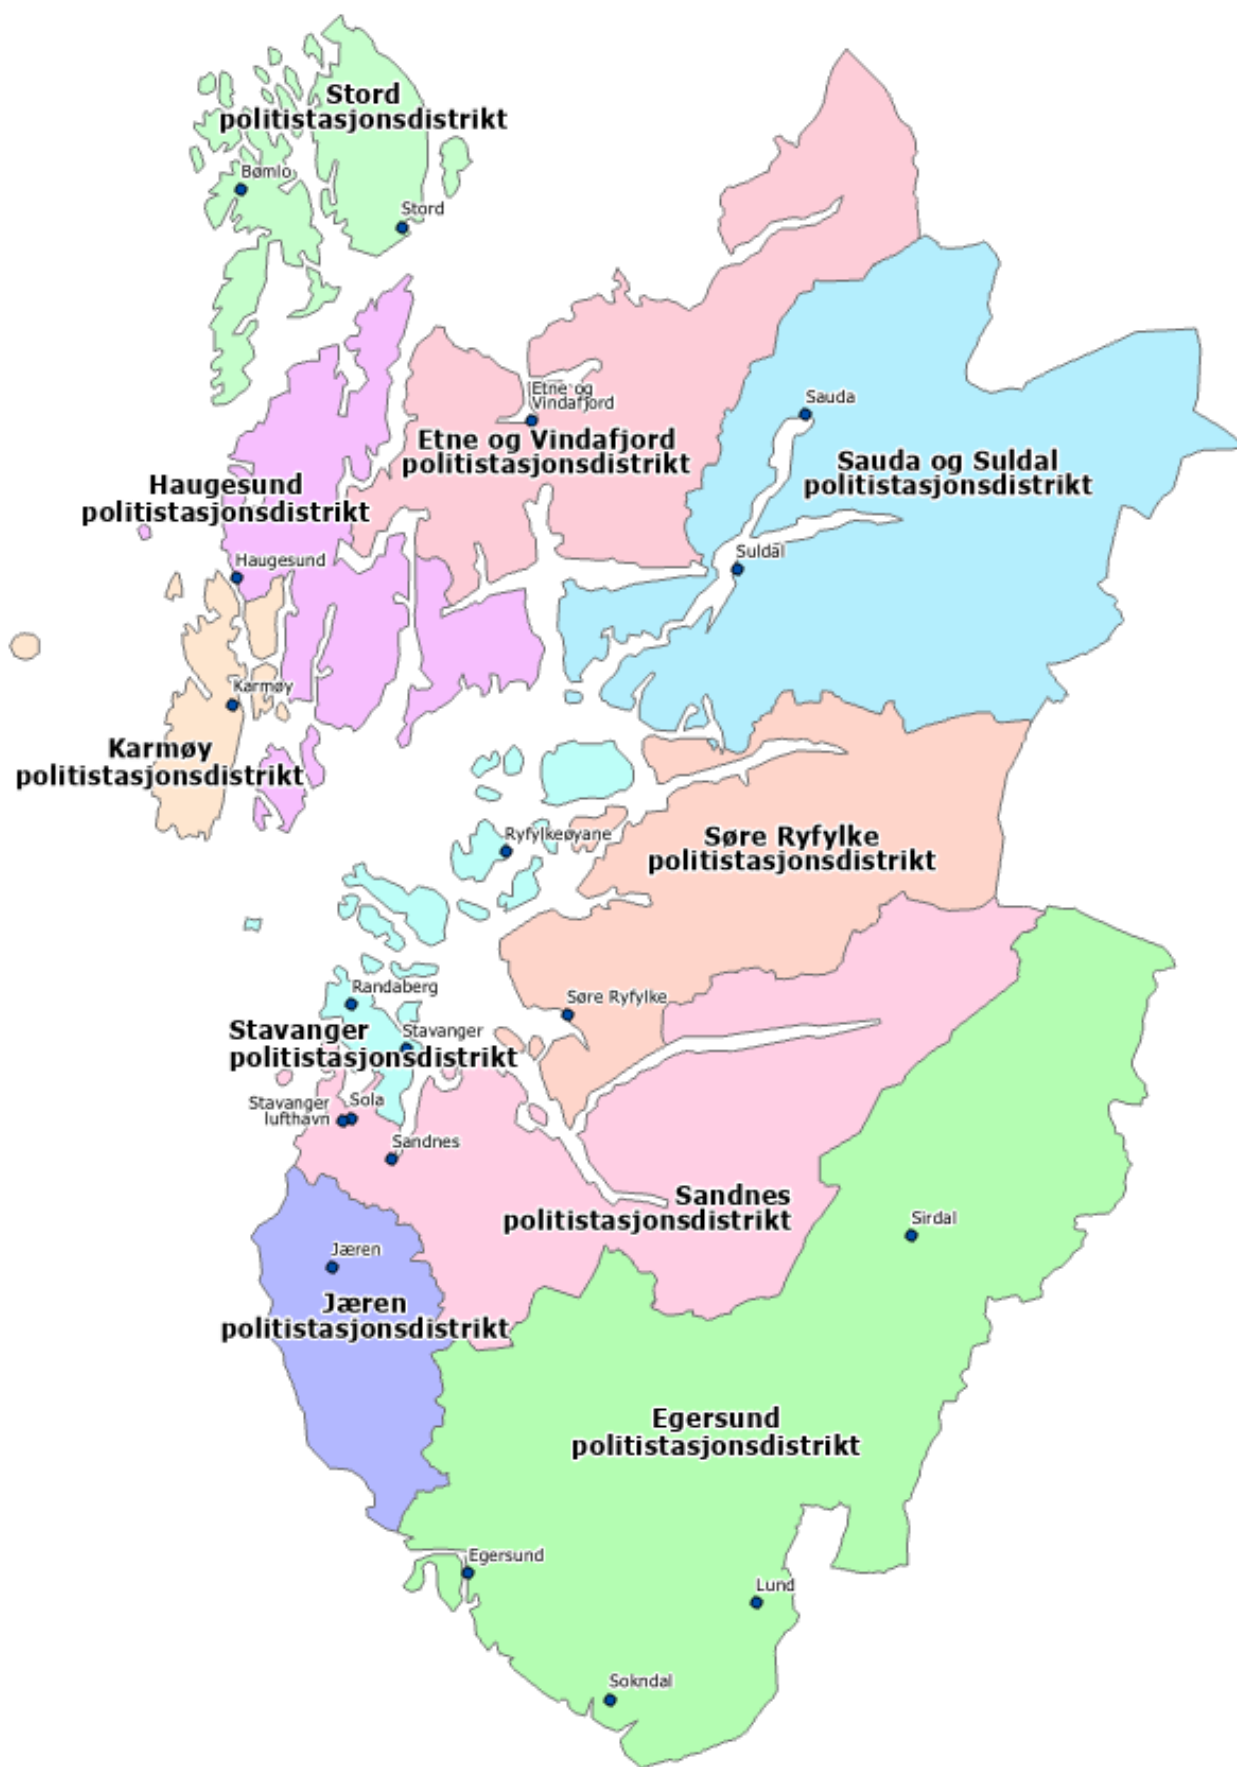 Stord
politistasjonsdistrikt
Bømlo
Stord
Etne og
Vindafjord
Sauda
Etne og Vindafjord
politistasjonsdistrikt
Sauda og Suldal
politistasjonsdistrikt
Haugesund
politistasjonsdistrikt
Haugesund
Suldal
Karmøy
Karmøy
politistasjonsdistrikt
Ryfylkeøyane
Søre Ryfylke
politistasjonsdistrikt
Randaberg
Søre Ryfylke
Stavanger
politistasjonsdistrikt
Stavanger
Stavanger
lufthavn
Sola
Sandnes
Sandnes
politistasjonsdistrikt
Sirdal
Jæren
Jæren
politistasjonsdistrikt
Egersund
politistasjonsdistrikt
Egersund
Lund
Sokndal